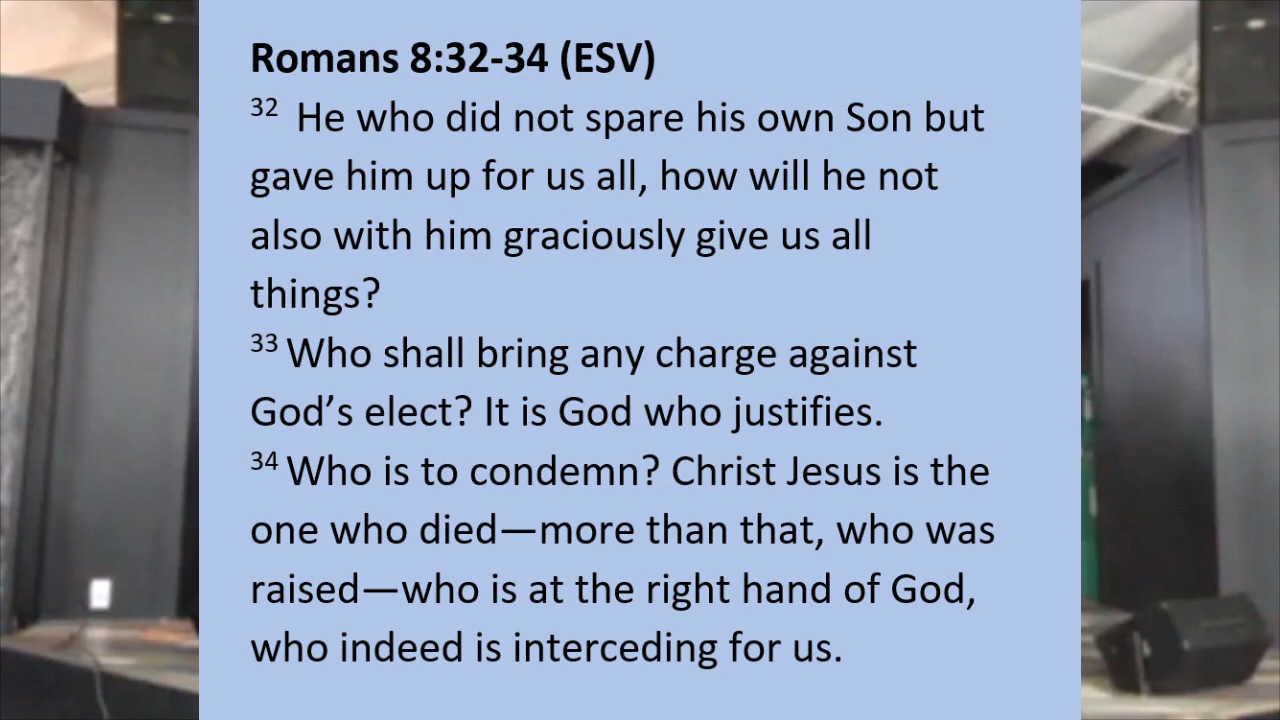 Romans 8:32-34 (ESV)
32 He who did not spare his own Son but
gave him up for us all, how will he not
also with him graciously give us all
things?
33 Who shall bring any charge against
God’s elect? It is God who justifies.
34 Who is to condemn? Christ Jesus is the
one who died—more than that, who was
raised—who is at the right hand of God,
who indeed is interceding for us.